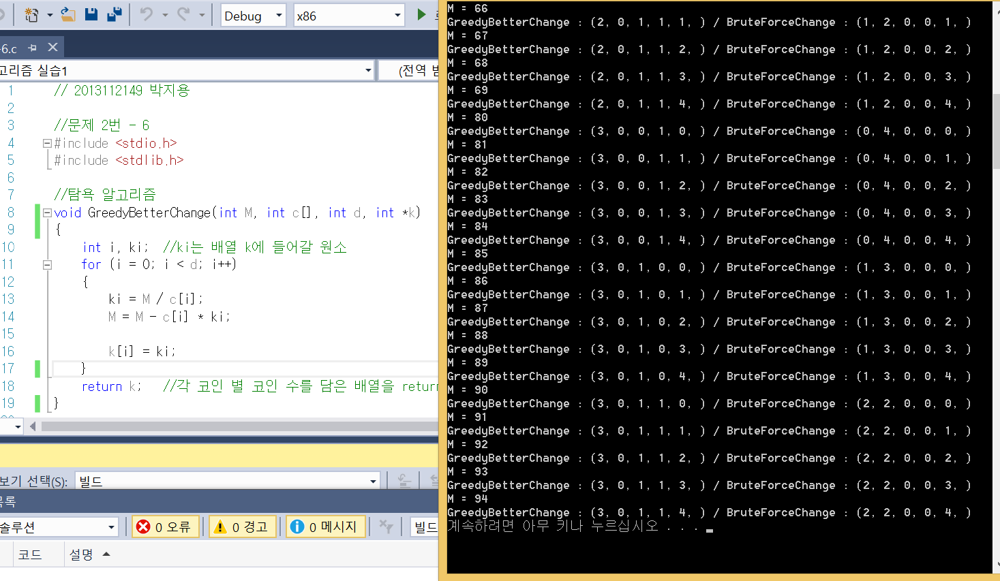 Debug
x86
-6.c
고리즘 실습1
(전역 범
1 // 2013112149 박지용
2
3 //문제 2번 - 6
4 #include <stdio.h>
5 #include <stdlib.h>
6
7 //탐욕 알고리즘
8 void GreedyBetterChange(int M, int c[], int d, int *k)
9 {
10 int i, ki; //ki는 배열 k에 들어갈 원소
11 for (i = 0; i < d; i++)
12 {
13 ki = M / c[i];
14 M = M - c[i] * ki;
15
16 k[i] = ki;
17 }
18 return k; //각 코인 별 코인 수를 담은 배열을 return
19 }
보기 선택(S): 빌드
목록
솔루션
0 오류
0 경고
0 메시지
빌드
코드
설명
M = 66
GreedyBetterChange : (2, 0, 1, 1, 1, ) / BruteForceChange : (1, 2, 0, 0, 1, )
M = 67
GreedyBetterChange : (2, 0, 1, 1, 2, ) / BruteForceChange : (1, 2, 0, 0, 2, )
M = 68
GreedyBetterChange : (2, 0, 1, 1, 3, ) / BruteForceChange : (1, 2, 0, 0, 3, )
M = 69
GreedyBetterChange : (2, 0, 1, 1, 4, ) / BruteForceChange : (1, 2, 0, 0, 4, )
M = 80
GreedyBetterChange : (3, 0, 0, 1, 0, ) / BruteForceChange : (0, 4, 0, 0, 0, )
M = 81
GreedyBetterChange : (3, 0, 0, 1, 1, ) / BruteForceChange : (0, 4, 0, 0, 1, )
M = 82
GreedyBetterChange : (3, 0, 0, 1, 2, ) / BruteForceChange : (0, 4, 0, 0, 2, )
M = 83
GreedyBetterChange : (3, 0, 0, 1, 3, ) / BruteForceChange : (0, 4, 0, 0, 3, )
M = 84
GreedyBetterChange : (3, 0, 0, 1, 4, ) / BruteForceChange : (0, 4, 0, 0, 4, )
M = 85
GreedyBetterChange : (3, 0, 1, 0, 0, ) / BruteForceChange : (1, 3, 0, 0, 0, )
M = 86
GreedyBetterChange : (3, 0, 1, 0, 1, ) / BruteForceChange : (1, 3, 0, 0, 1, )
M = 87
GreedyBetterChange : (3, 0, 1, 0, 2, ) / BruteForceChange : (1, 3, 0, 0, 2, )
M = 88
GreedyBetterChange : (3, 0, 1, 0, 3, ) / BruteForceChange : (1, 3, 0, 0, 3, )
M = 89
GreedyBetterChange : (3, 0, 1, 0, 4, ) / BruteForceChange : (1, 3, 0, 0, 4, )
M = 90
GreedyBetterChange : (3, 0, 1, 1, 0, ) / BruteForceChange : (2, 2, 0, 0, 0, )
M = 91
GreedyBetterChange : (3, 0, 1, 1, 1, ) / BruteForceChange : (2, 2, 0, 0, 1, )
M = 92
GreedyBetterChange : (3, 0, 1, 1, 2, ) / BruteForceChange : (2, 2, 0, 0, 2, )
M = 93
GreedyBetterChange : (3, 0, 1, 1, 3, ) / BruteForceChange : (2, 2, 0, 0, 3, )
M = 94
GreedyBetterChange : (3, 0, 1, 1, 4, ) / BruteForceChange : (2, 2, 0, 0, 4, )
계속하려면 아무 키나 누르십시오 . . .